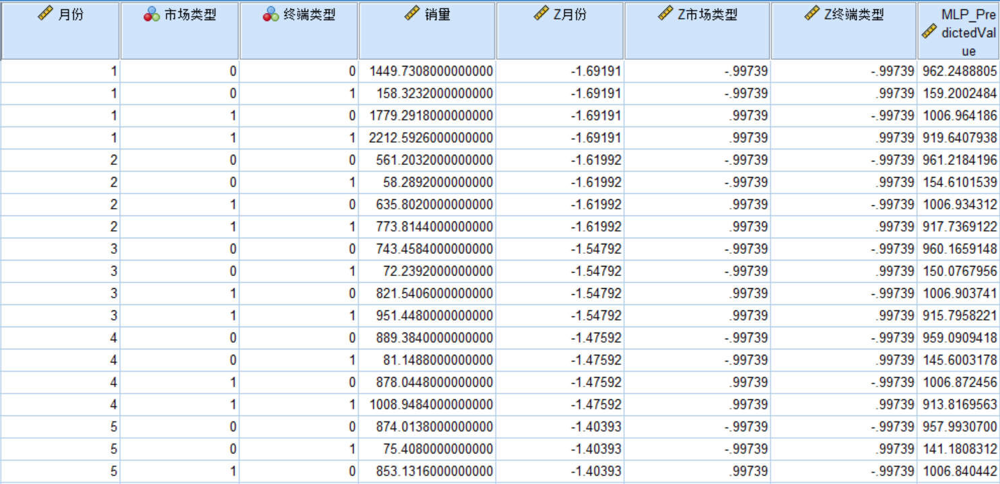 月份 市场类型 终端类型 销量 Z月份 Z市场类型 Z终端类型 MLP_PredictedValue
1 0 0 1449.7308000000000 -1.69191 -.99739 -.99739 962.2488805
1 0 1 158.3232000000000 -1.69191 -.99739 .99739 159.2002484
1 1 0 1779.2918000000000 -1.69191 .99739 -.99739 1006.964186
1 1 1 2212.5926000000000 -1.69191 .99739 .99739 919.6407938
2 0 0 561.2032000000000 -1.61992 -.99739 -.99739 961.2184196
2 0 1 58.2892000000000 -1.61992 -.99739 .99739 154.6101539
2 1 0 635.8020000000000 -1.61992 .99739 -.99739 1006.934312
2 1 1 773.8144000000000 -1.61992 .99739 .99739 917.7369122
3 0 0 743.4584000000000 -1.54792 -.99739 -.99739 960.1659148
3 0 1 72.2392000000000 -1.54792 -.99739 .99739 150.0767956
3 1 0 821.5406000000000 -1.54792 .99739 -.99739 1006.903741
3 1 1 951.4480000000000 -1.54792 .99739 .99739 915.7958221
4 0 0 889.3840000000000 -1.47592 -.99739 -.99739 959.0909418
4 0 1 81.1488000000000 -1.47592 -.99739 .99739 145.6003178
4 1 0 878.0448000000000 -1.47592 .99739 -.99739 1006.872456
4 1 1 1008.9484000000000 -1.47592 .99739 .99739 913.8169563
5 0 0 874.0138000000000 -1.40393 -.99739 -.99739 957.9930700
5 0 1 75.4080000000000 -1.40393 -.99739 .99739 141.1808312
5 1 0 853.1316000000000 -1.40393 .99739 -.99739 1006.840442